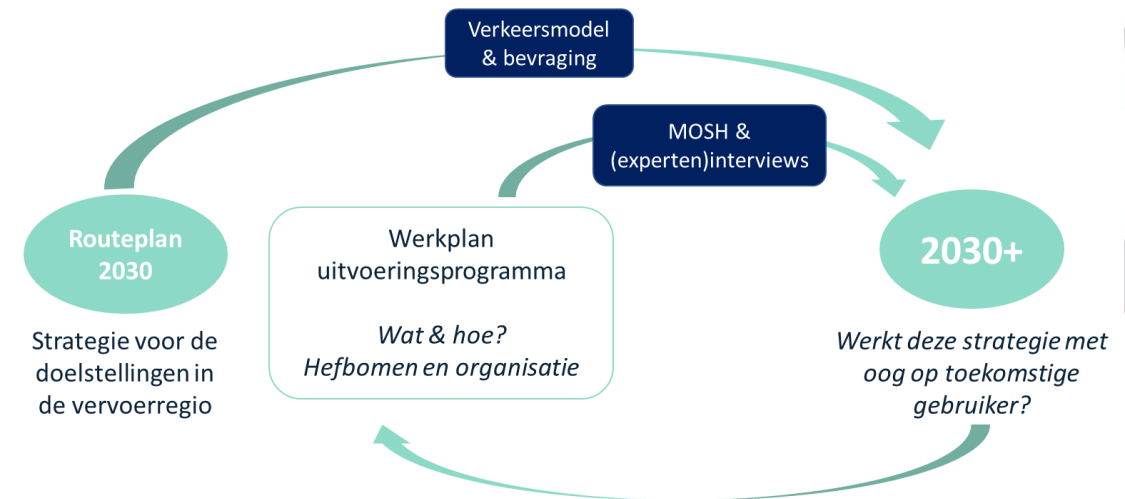 Verkeersmodel
& bevraging
MOSH &
(experten)interviews
Routeplan
2030
Strategie voor de
doelstellingen in
de vervoerregio
Werkplan
uitvoeringsprogramma
Wat & hoe?
Hefbomen en organisatie
2030+
Werkt deze strategie met
oog op toekomstige
gebruiker?